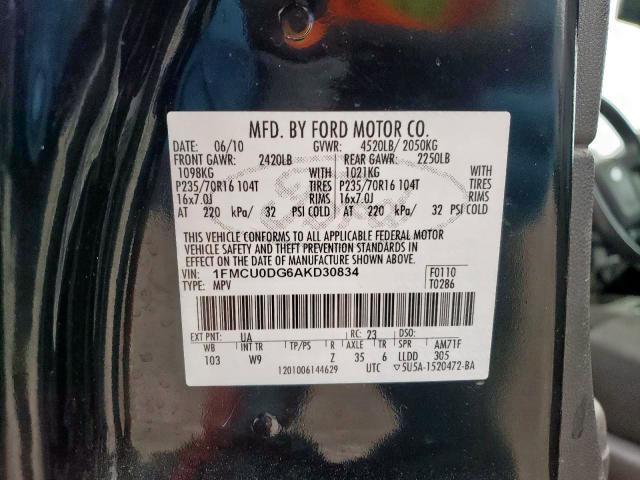 MFD. BY FORD MOTOR CO.
DATE: 06/10 GVWR: 4520LB/ 2050KG
FRONT GAWR: 2420LB REAR GAWR: 2250LB
1098KG WITH 1021KG WITH
P235/70R16 104T TIRES P235/70R16 104T TIRES
16x7.0J RIMS 16x7.0J RIMS
AT 220 kPa/ 32 PSI COLD AT 220 kPa/ 32 PSI COLD
Ford
THIS VEHICLE CONFORMS TO ALL APPLICABLE FEDERAL MOTOR
VEHICLE SAFETY AND THEFT PREVENTION STANDARDS IN
EFFECT ON THE DATE OF MANUFACTURE SHOWN ABOVE.
VIN: 1FMCU0DG6AKD30834 F0110
TYPE: MPV T0286
EXT PNT: UA RC: 23 DSO:
WB INT TR TP/PS R AXLE TR SPR AM71F
103 W9 Z 35 6 LLDD 305
1201006144629 UTC ▽5U5A-1520472-BA